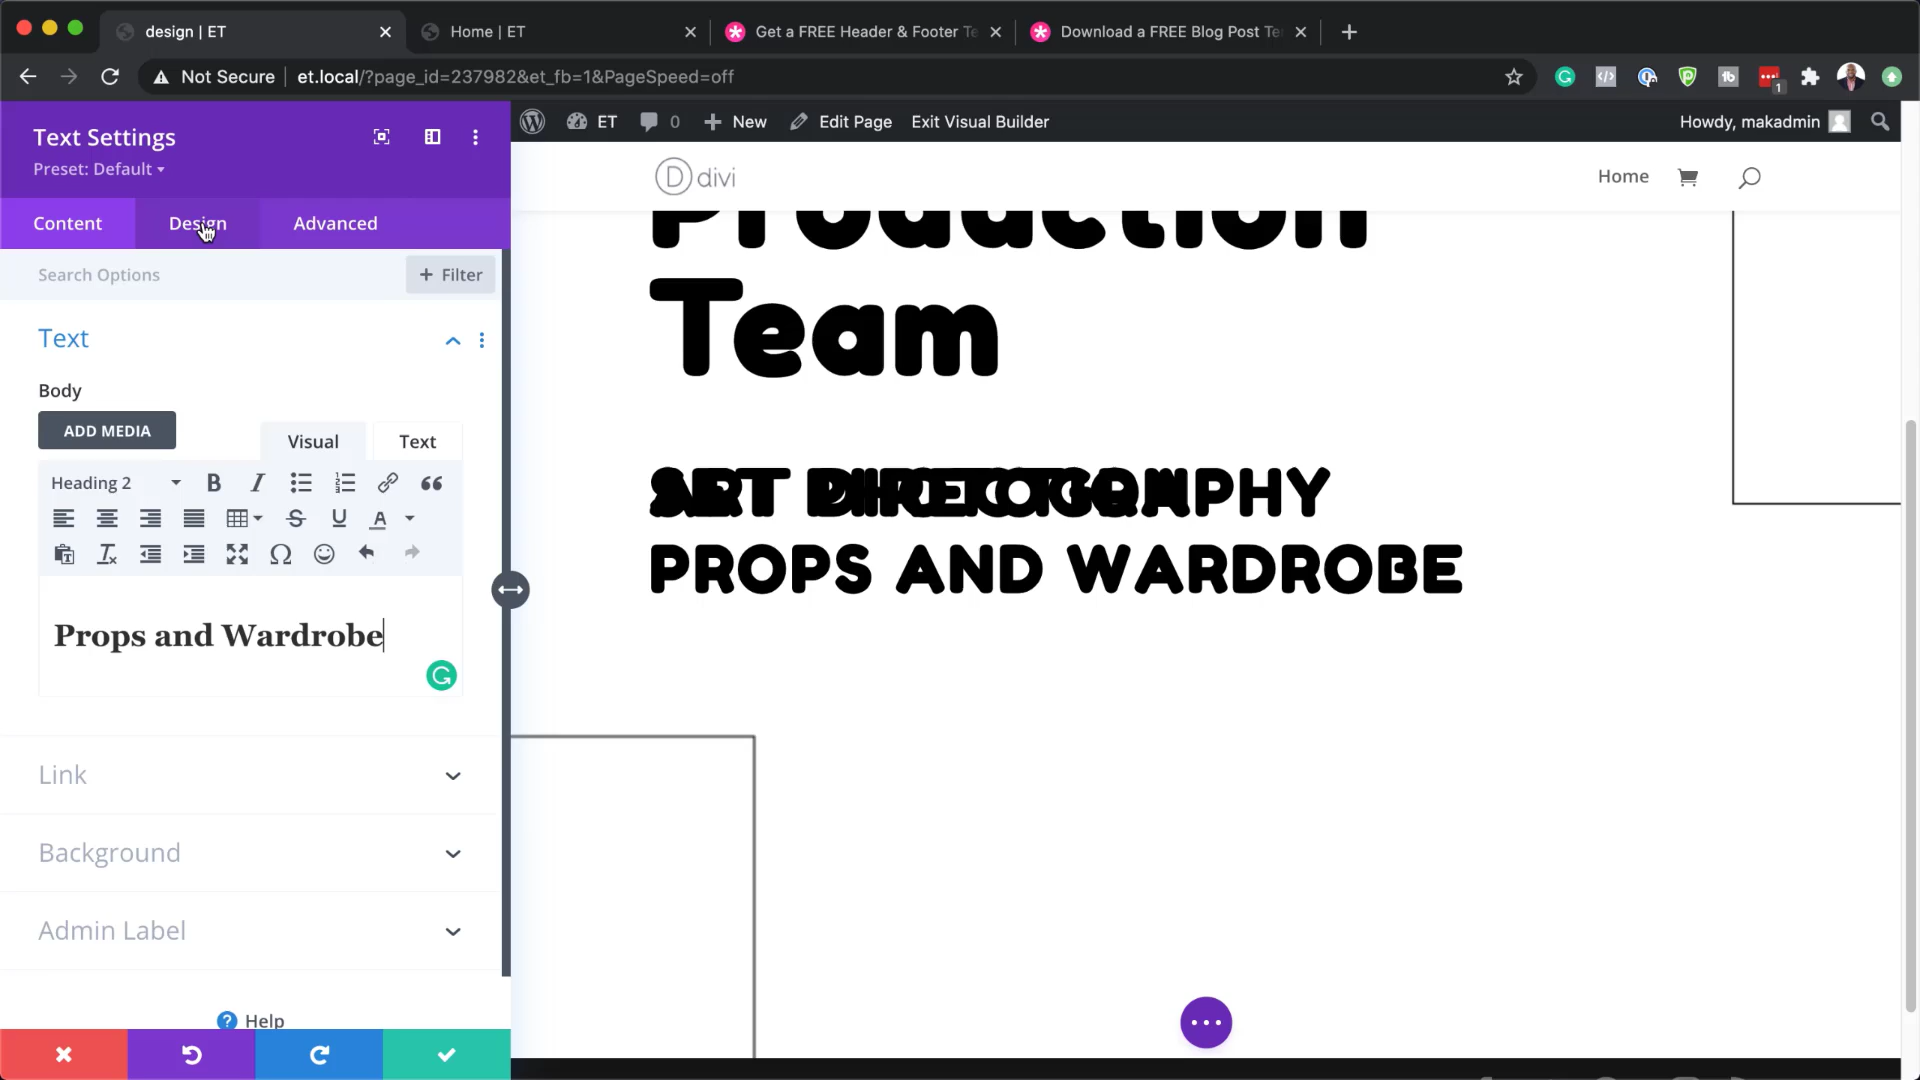 design | ET
Home | ET
Get a FREE Header & Footer Te
Download a FREE Blog Post Te
Not Secure
et.local/?page_id=237982&et_fb=1&PageSpeed=off
1
Text Settings
Preset: Default
Content
Design
Advanced
Search Options
+ Filter
Text
Body
ADD MEDIA
Visual
Text
Heading 2
Props and Wardrobe
Link
Background
Admin Label
Help
ET
0
New
Edit Page
Exit Visual Builder
Howdy, makadmin
divi
Home
Production
Team
PROPS AND WARDROBE